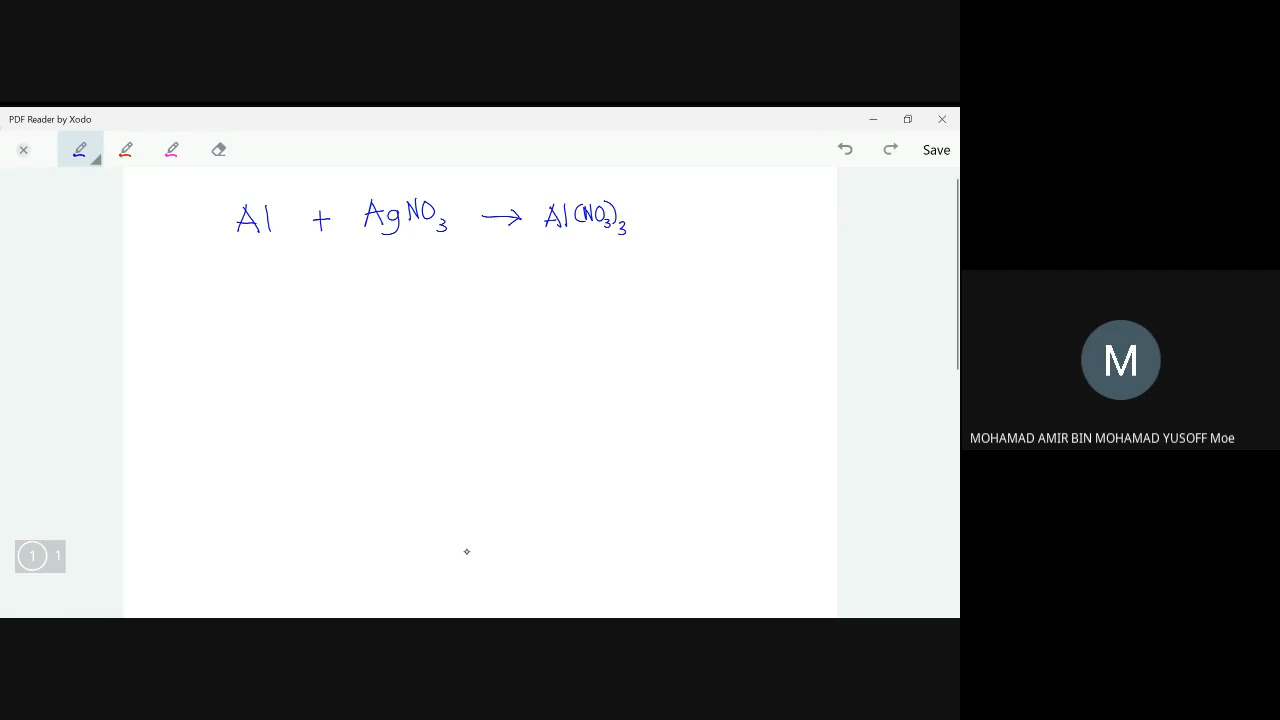 PDF Reader by Xodo
Save
Al + AgNO₃ → Al(NO₃)₃
M
MOHAMAD AMIR BIN MOHAMAD YUSOFF Moe
1 1